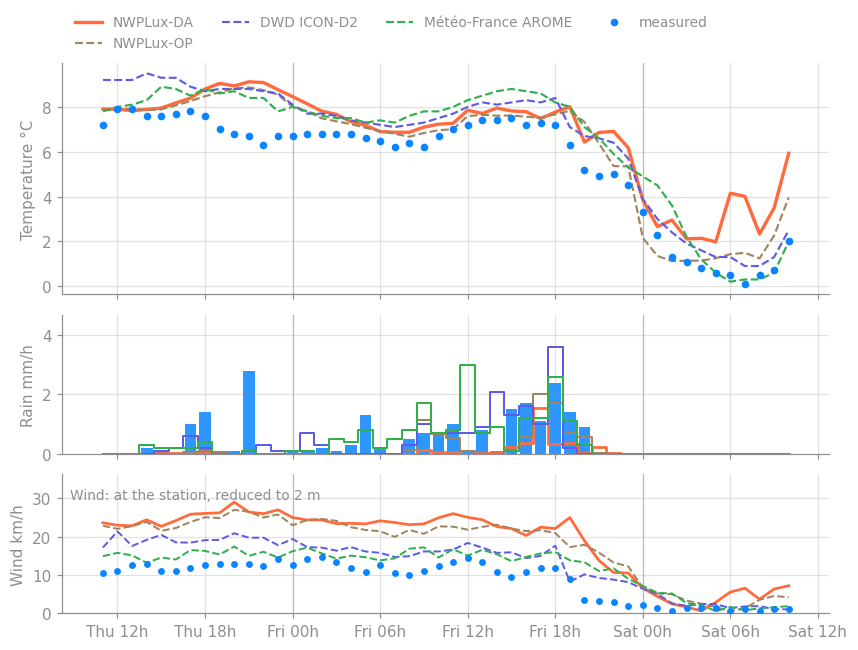 NWPLux-DA DWD ICON-D2 Météo-France AROME measured
NWPLux-OP
Temperature °C
8
6
4
2
0
Rain mm/h
4
2
0
Wind km/h
Wind: at the station, reduced to 2 m
30
20
10
0
Thu 12h Thu 18h Fri 00h Fri 06h Fri 12h Fri 18h Sat 00h Sat 06h Sat 12h